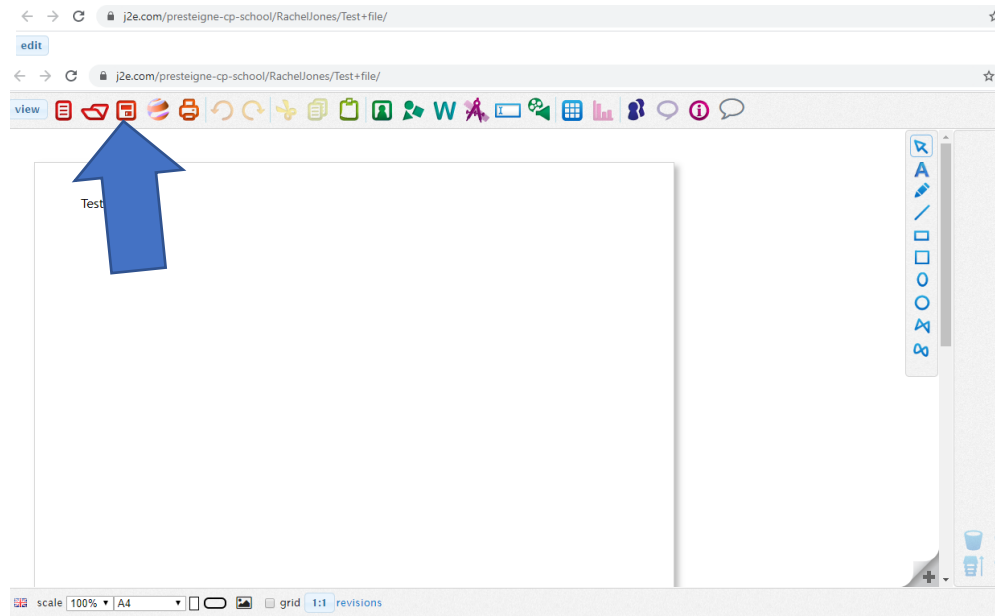 j2e.com/presteigne-cp-school/RachelJones/Test+file/
edit
j2e.com/presteigne-cp-school/RachelJones/Test+file/
view W
A
Test
scale 100% A4 grid 1:1 revisions